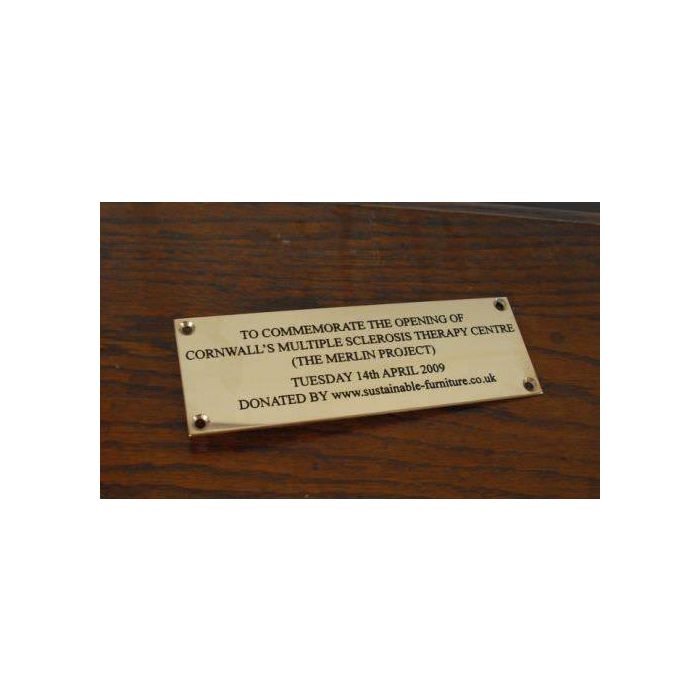 TO COMMEMORATE THE OPENING OF
CORNWALL'S MULTIPLE SCLEROSIS THERAPY CENTRE
(THE MERLIN PROJECT)
TUESDAY 14th APRIL 2009
DONATED BY www.sustainable-furniture.co.uk